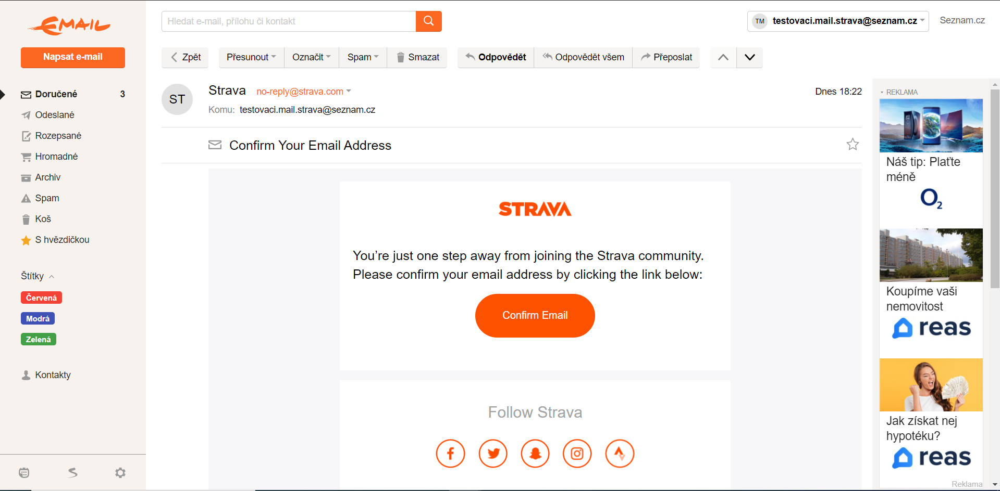 EMAIL
Hledat e-mail, přílohu či kontakt
TM testovaci.mail.strava@seznam.cz
Seznam.cz
Napsat e-mail
Zpět
Přesunout
Označit
Spam
Smazat
Odpovědět
Odpovědět všem
Přeposlat
Doručené 3
Odeslané
Rozepsané
Hromadné
Archiv
Spam
Koš
S hvězdičkou
Štítky
Červená
Modrá
Zelená
Kontakty
ST
Strava no-reply@strava.com
Dnes 18:22
Komu: testovaci.mail.strava@seznam.cz
Confirm Your Email Address
STRAVA
You’re just one step away from joining the Strava community.
Please confirm your email address by clicking the link below:
Confirm Email
Follow Strava
REKLAMA
Náš tip: Plaťte
méně
O2
Koupíme vaši
nemovitost
reas
Jak získat nej
hypotéku?
reas
Reklama